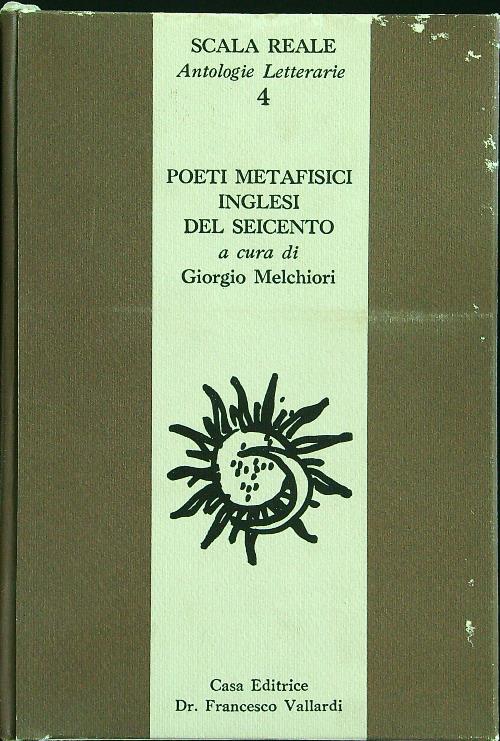 SCALA REALE
Antologie Letterarie
4
POETI METAFISICI
INGLESI
DEL SEICENTO
a cura di
Giorgio Melchiori
Casa Editrice
Dr. Francesco Vallardi